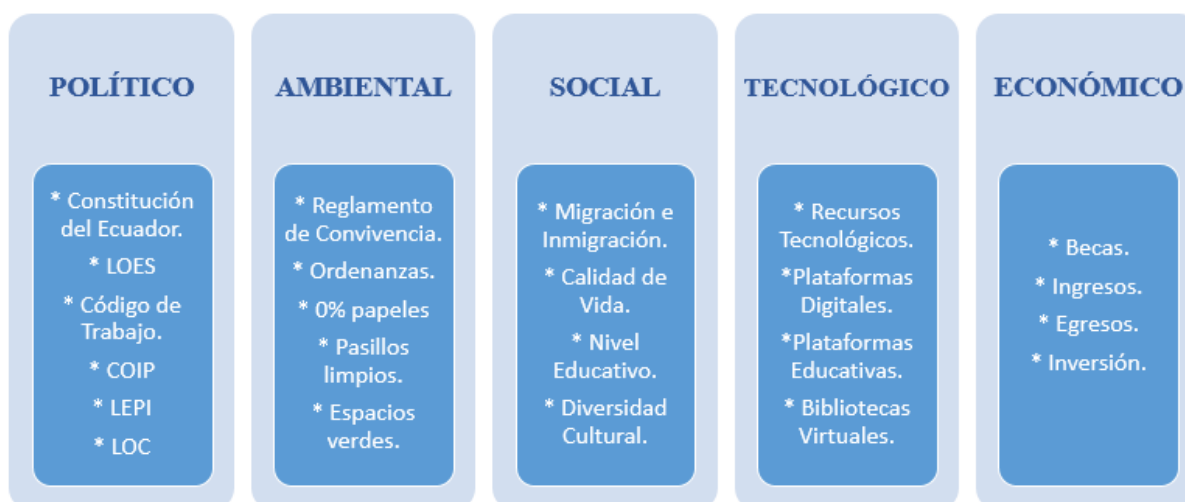 POLÍTICO
* Constitución
del Ecuador.
* LOES
* Código de
Trabajo.
* COIP
* LEPI
* LOC
AMBIENTAL
* Reglamento
de Convivencia.
* Ordenanzas.
* 0% papeles
* Pasillos
limpios.
* Espacios
verdes.
SOCIAL
* Migración e
Inmigración.
* Calidad de
Vida.
* Nivel
Educativo.
* Diversidad
Cultural.
TECNOLÓGICO
* Recursos
Tecnológicos.
*Plataformas
Digitales.
*Plataformas
Educativas.
* Bibliotecas
Virtuales.
ECONÓMICO
* Becas.
* Ingresos.
* Egresos.
* Inversión.